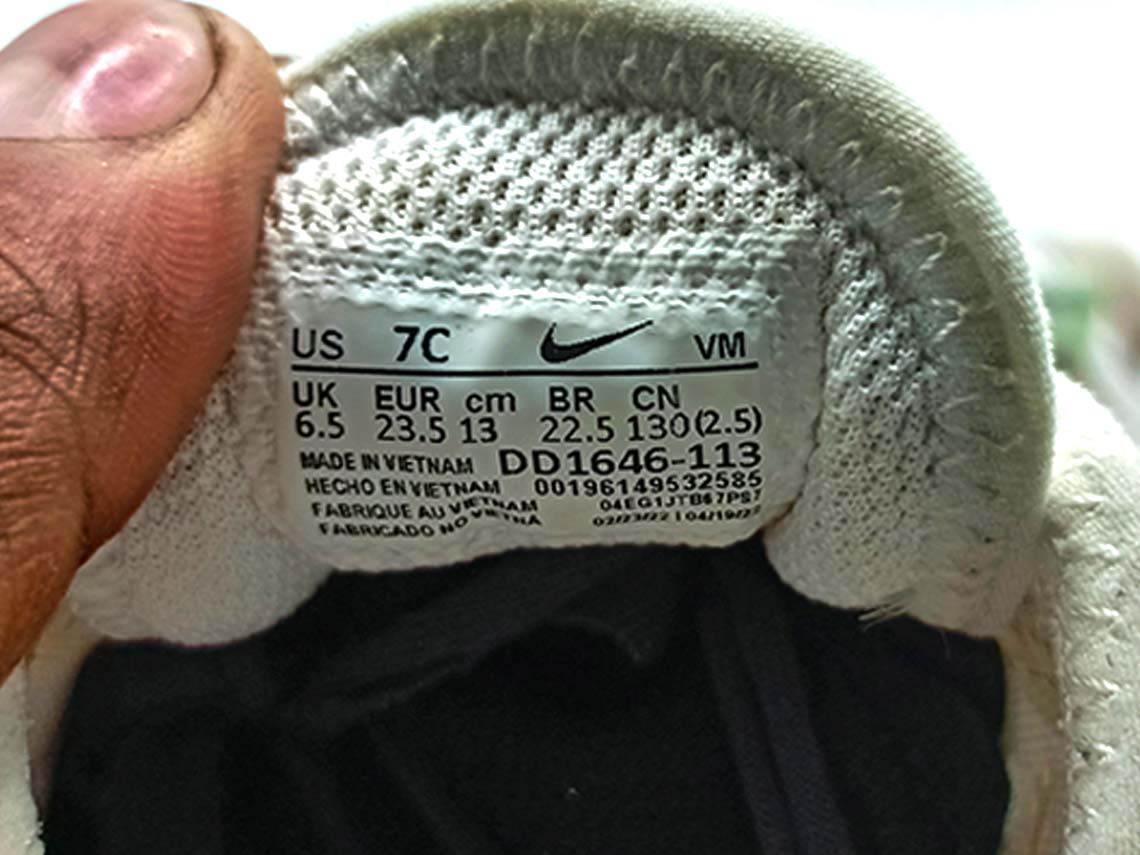 US 7C VM
UK EUR cm BR CN
6.5 23.5 13 22.5 130(2.5)
MADE IN VIETNAM DD1646-113
HECHO EN VIETNAM 00196149532585
FABRIQUE AU VIETNAM
FABRICADO NO